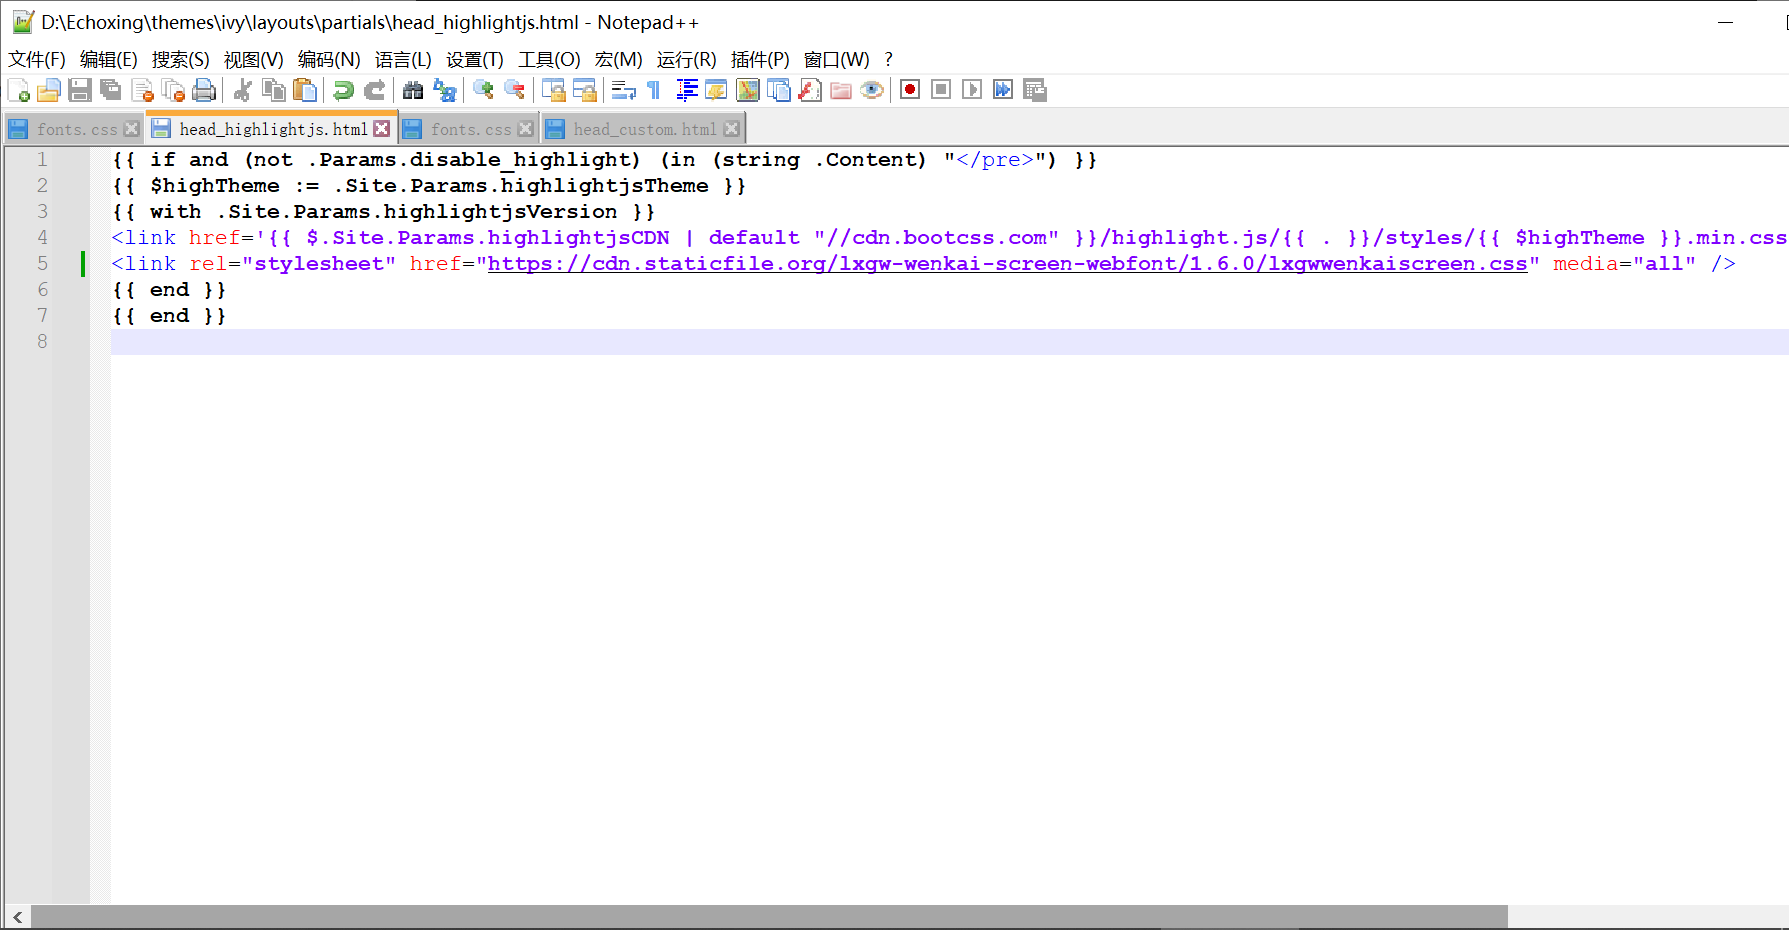 D:\Echoxing\themes\ivy\layouts\partials\head_highlightjs.html - Notepad++
文件(F) 编辑(E) 搜索(S) 视图(V) 编码(N) 语言(L) 设置(T) 工具(O) 宏(M) 运行(R) 插件(P) 窗口(W) ?
fonts.css head_highlightjs.html fonts.css head_custom.html
1 {{ if and (not .Params.disable_highlight) (in (string .Content) "</pre>") }}
2 {{ $highTheme := .Site.Params.highlightjsTheme }}
3 {{ with .Site.Params.highlightjsVersion }}
4 <link href='{{ $.Site.Params.highlightjsCDN | default "//cdn.bootcss.com" }}/highlight.js/{{ . }}/styles/{{ $highTheme }}.min.css
5 <link rel="stylesheet" href="https://cdn.staticfile.org/lxgw-wenkai-screen-webfont/1.6.0/lxgwwenkaiscreen.css" media="all" />
6 {{ end }}
7 {{ end }}
8